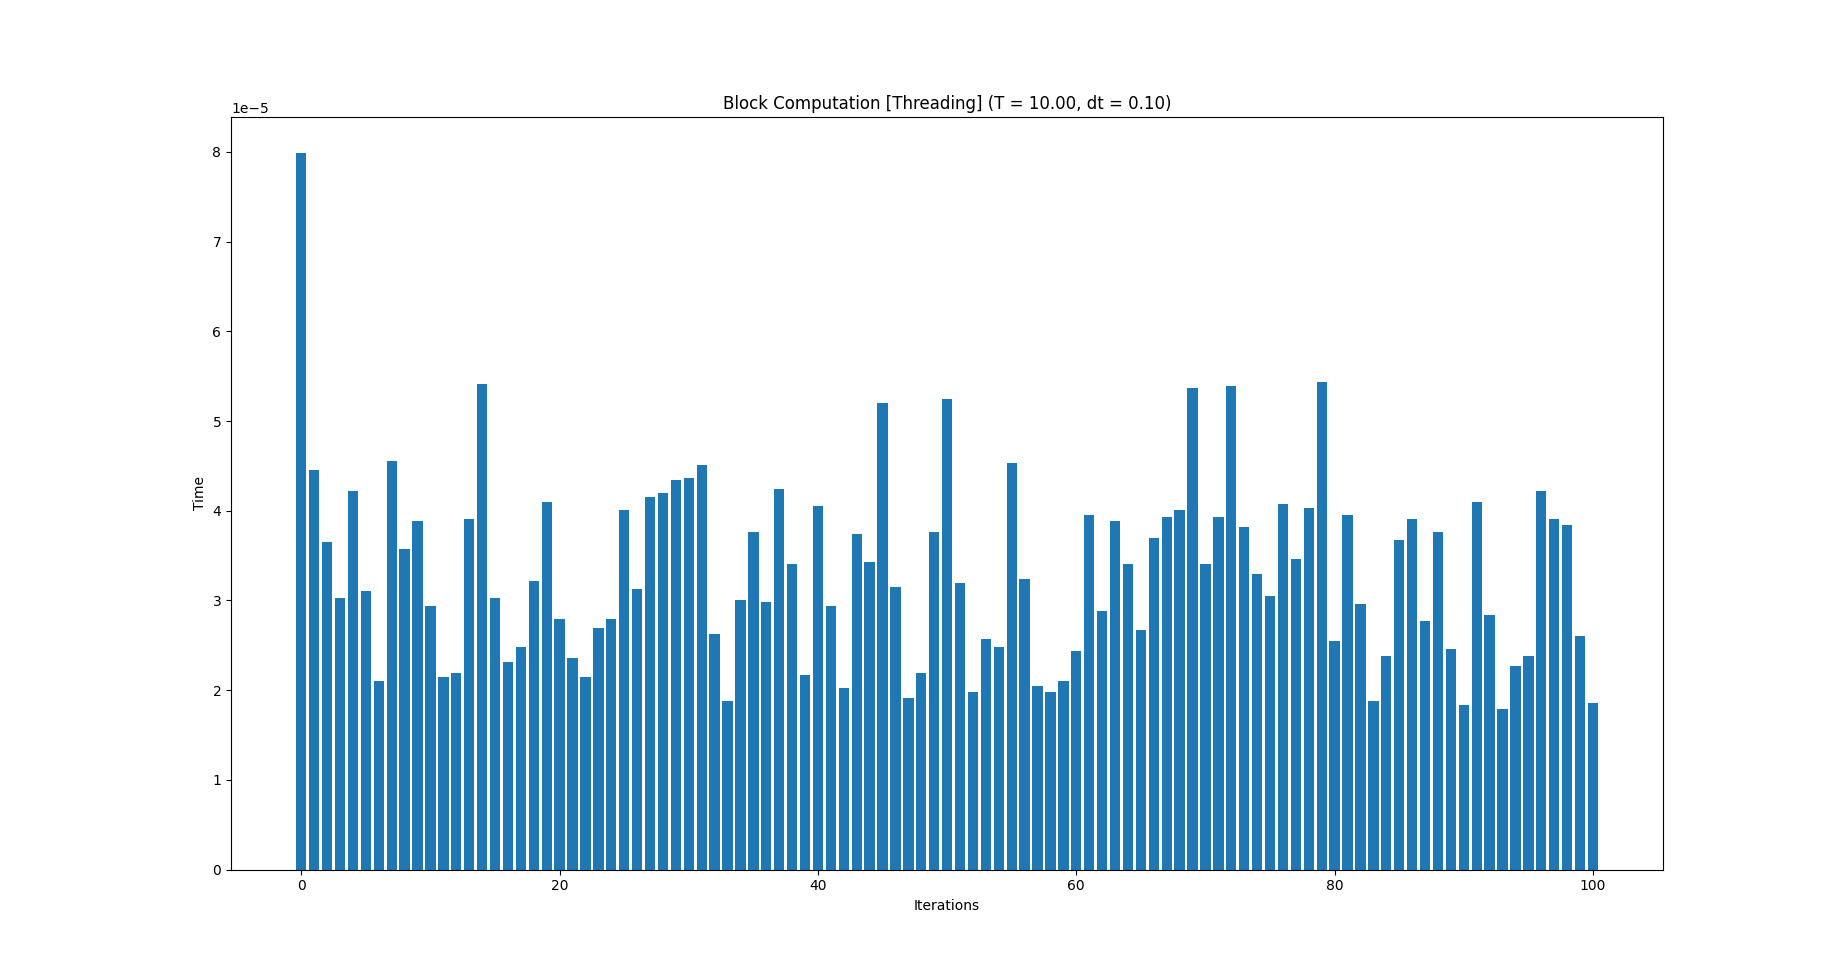 Block Computation [Threading] (T = 10.00, dt = 0.10)
1e−5
8
7
6
5
4
3
2
1
0
Time
0 20 40 60 80 100
Iterations